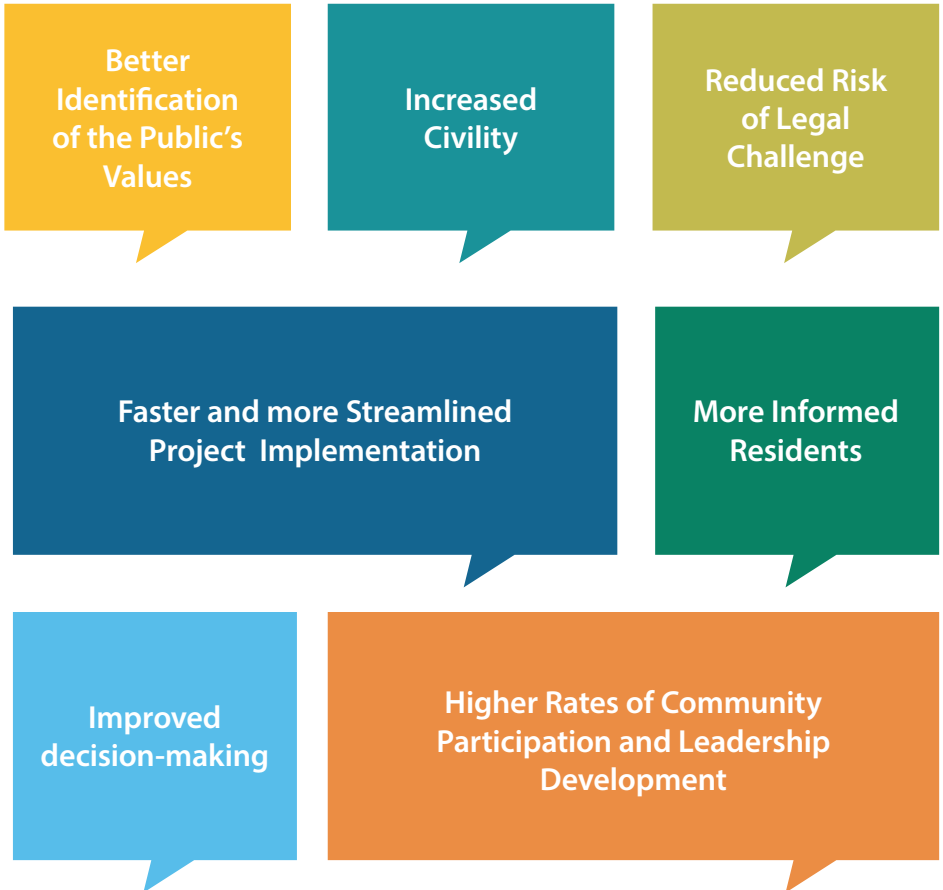 Better
Identification
of the Public’s
Values
Increased
Civility
Reduced Risk
of Legal
Challenge
Faster and more Streamlined
Project  Implementation
More Informed
Residents
Improved
decision-making
Higher Rates of Community
Participation and Leadership
Development